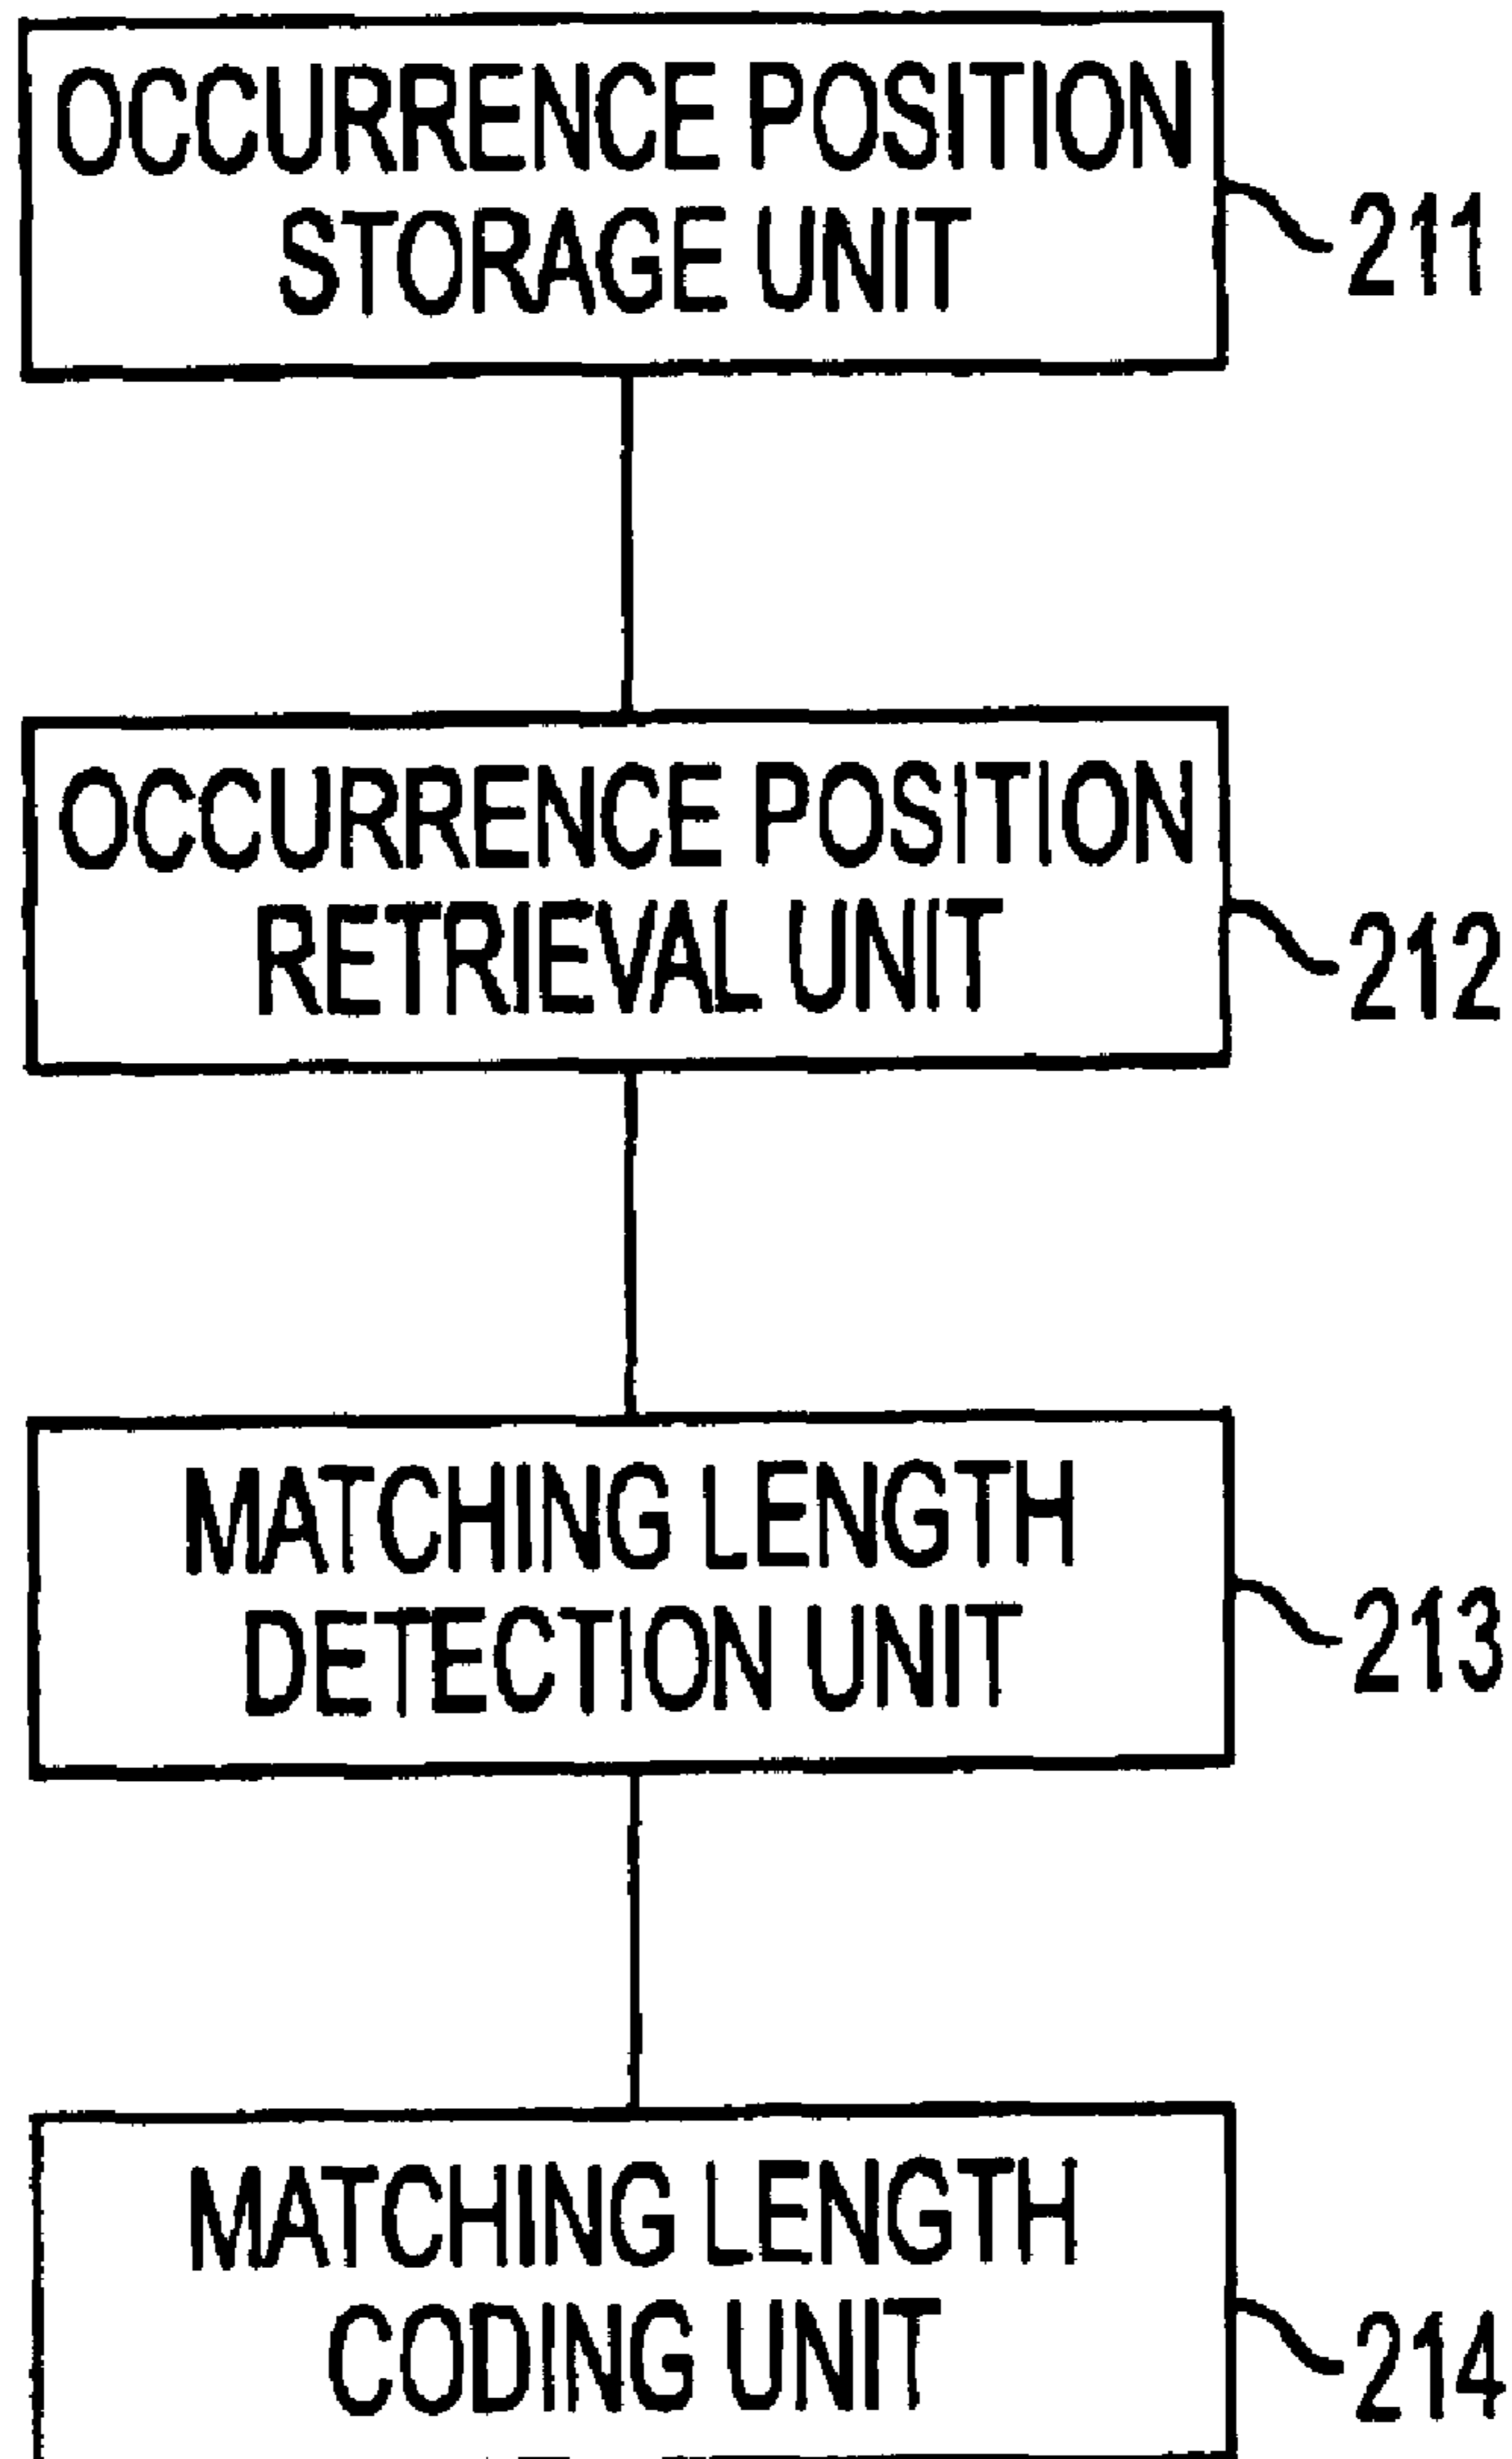 OCCURRENCE POSITION
STORAGE UNIT
211
OCCURRENCE POSITION
RETRIEVAL UNIT
212
MATCHING LENGTH
DETECTION UNIT
213
MATCHING LENGTH
CODING UNIT
214